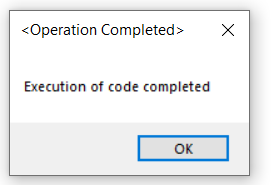 <Operation Completed>
Execution of code completed
OK